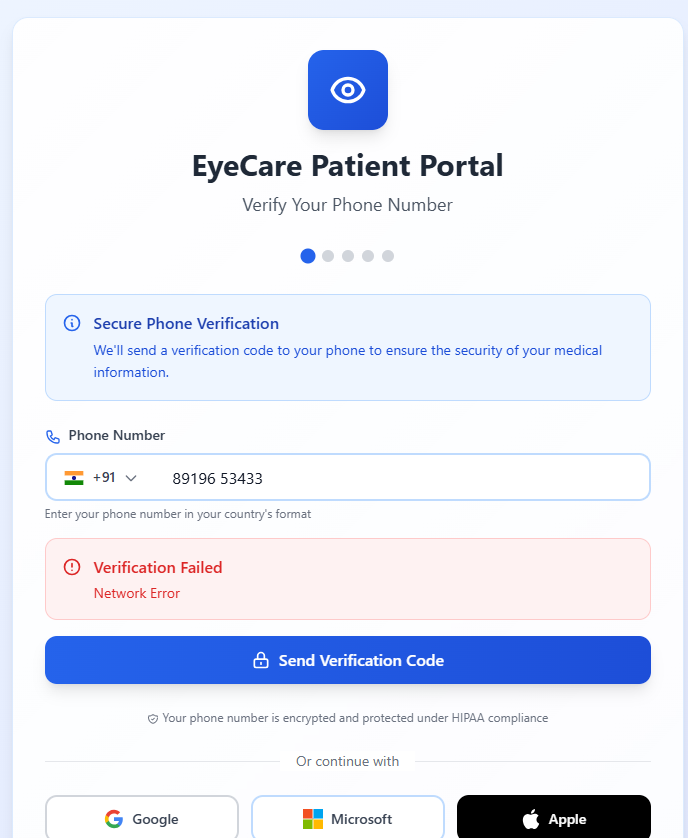 EyeCare Patient Portal
Verify Your Phone Number
Secure Phone Verification
We'll send a verification code to your phone to ensure the security of your medical
information.
Phone Number
+91 89196 53433
Enter your phone number in your country's format
Verification Failed
Network Error
Send Verification Code
Your phone number is encrypted and protected under HIPAA compliance
Or continue with
Google Microsoft Apple